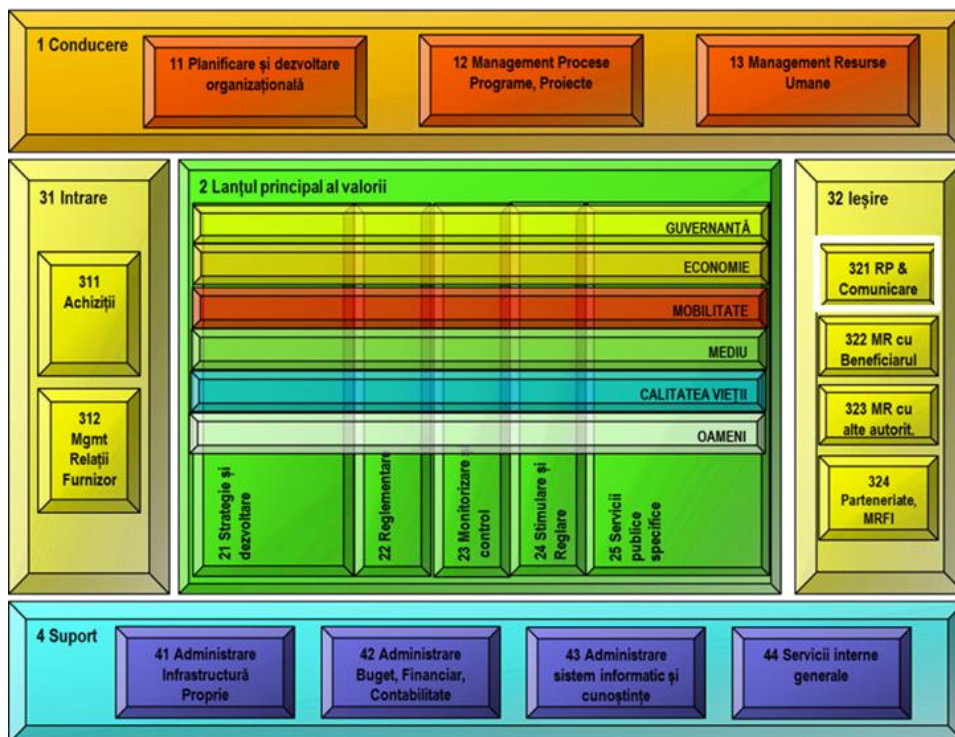 1 Conducere
11 Planificare și dezvoltare
organizațională
12 Management Procese
Programe, Proiecte
13 Management Resurse
Umane
31 Intrare
311
Achiziții
312
Mgmt
Relații
Furnizor
2 Lanțul principal al valorii
GUVERNANȚĂ
ECONOMIE
MOBILITATE
MEDIU
CALITATEA VIEȚII
OAMENI
21 Strategie și
dezvoltare
22 Reglementare
23 Monitorizare și
control
24 Stimulare și
Reglare
25 Servicii
publice
specifice
32 Ieșire
321 RP &
Comunicare
322 MR cu
Beneficiarul
323 MR cu
alte autorit.
324
Parteneriate,
MRFI
4 Suport
41 Administrare
Infrastructură
Proprie
42 Administrare
Buget, Financiar,
Contabilitate
43 Administrare
sistem informatic și
cunoștințe
44 Servicii interne
generale